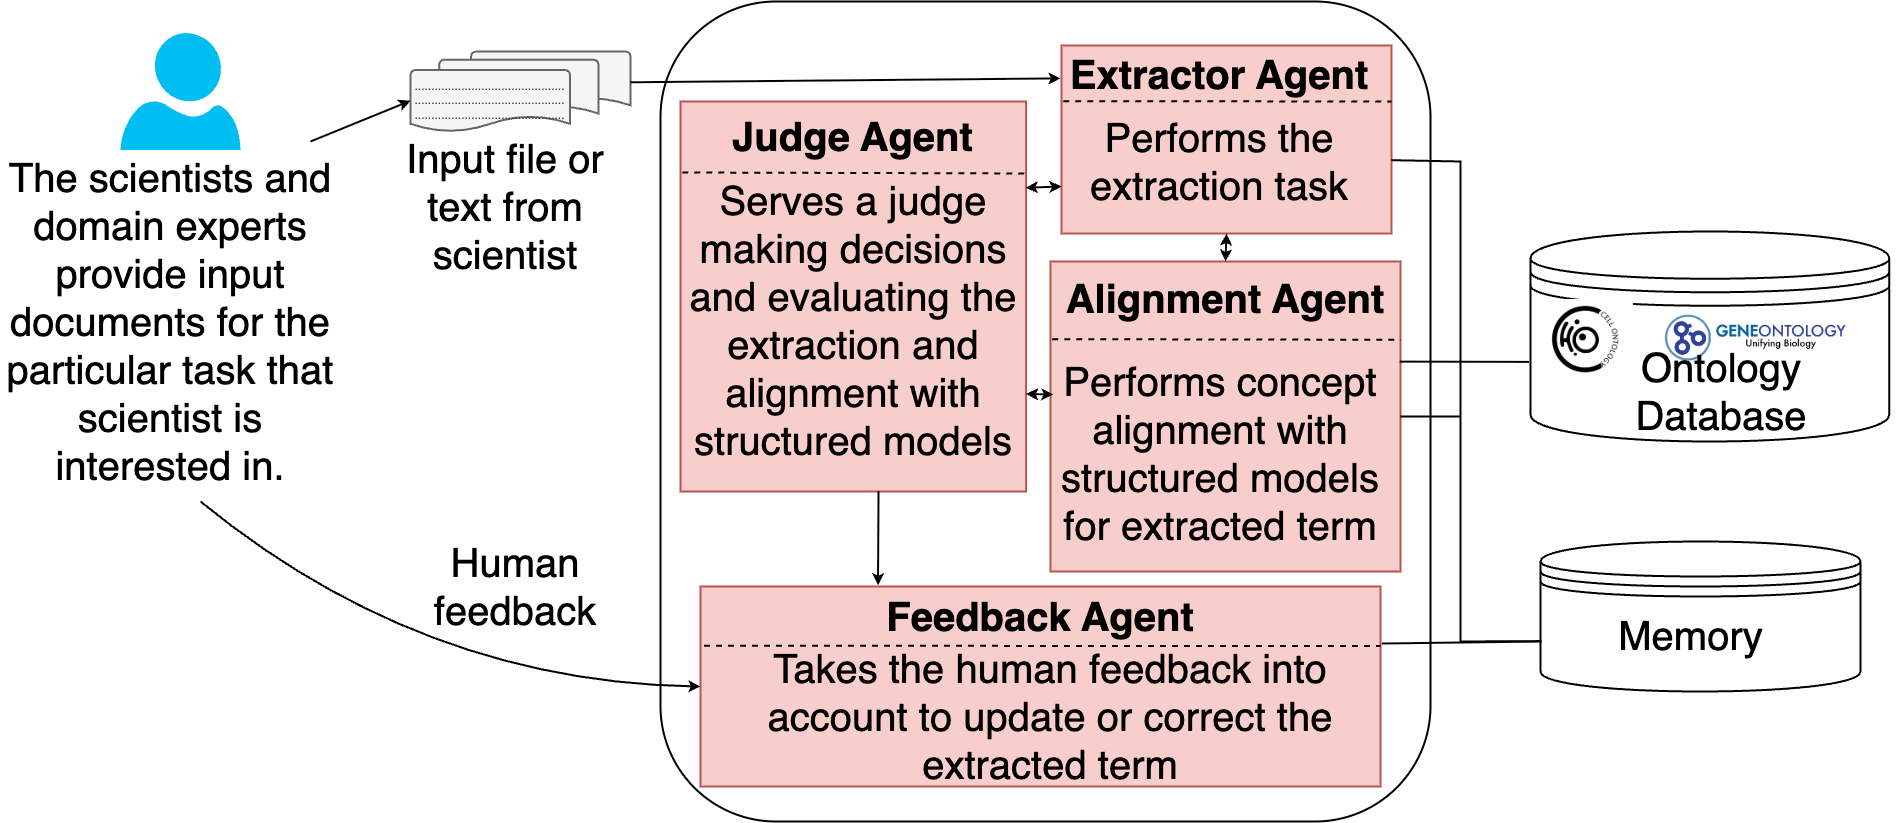 The scientists and
domain experts
provide input
documents for the
particular task that
scientist is
interested in.
Input file or
text from
scientist
Human
feedback
Judge Agent
Serves a judge
making decisions
and evaluating the
extraction and
alignment with
structured models
Extractor Agent
Performs the
extraction task
Alignment Agent
Performs concept
alignment with
structured models
for extracted term
Feedback Agent
Takes the human feedback into
account to update or correct the
extracted term
CELL ONTOLOGY
GENEONTOLOGY
Unifying Biology
Ontology
Database
Memory